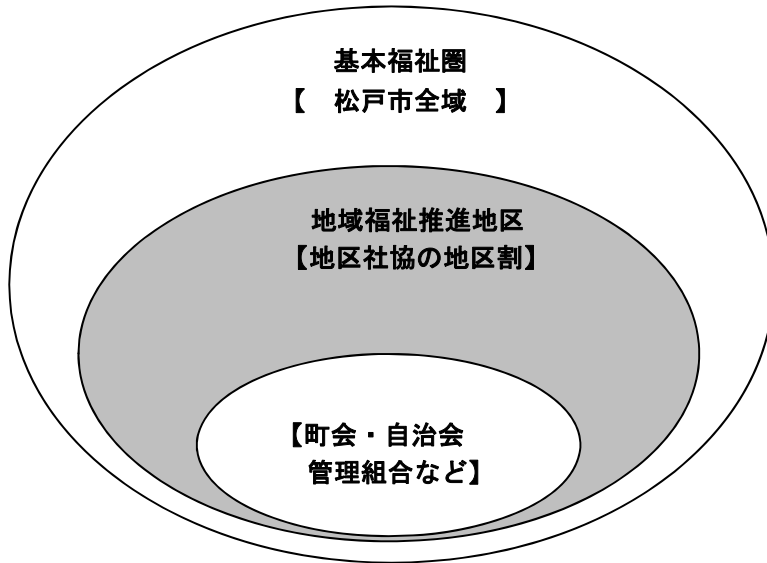 基本福祉圏
【　松戸市全域　】
地域福祉推進地区
【地区社協の地区割】
【町会・自治会
管理組合など】